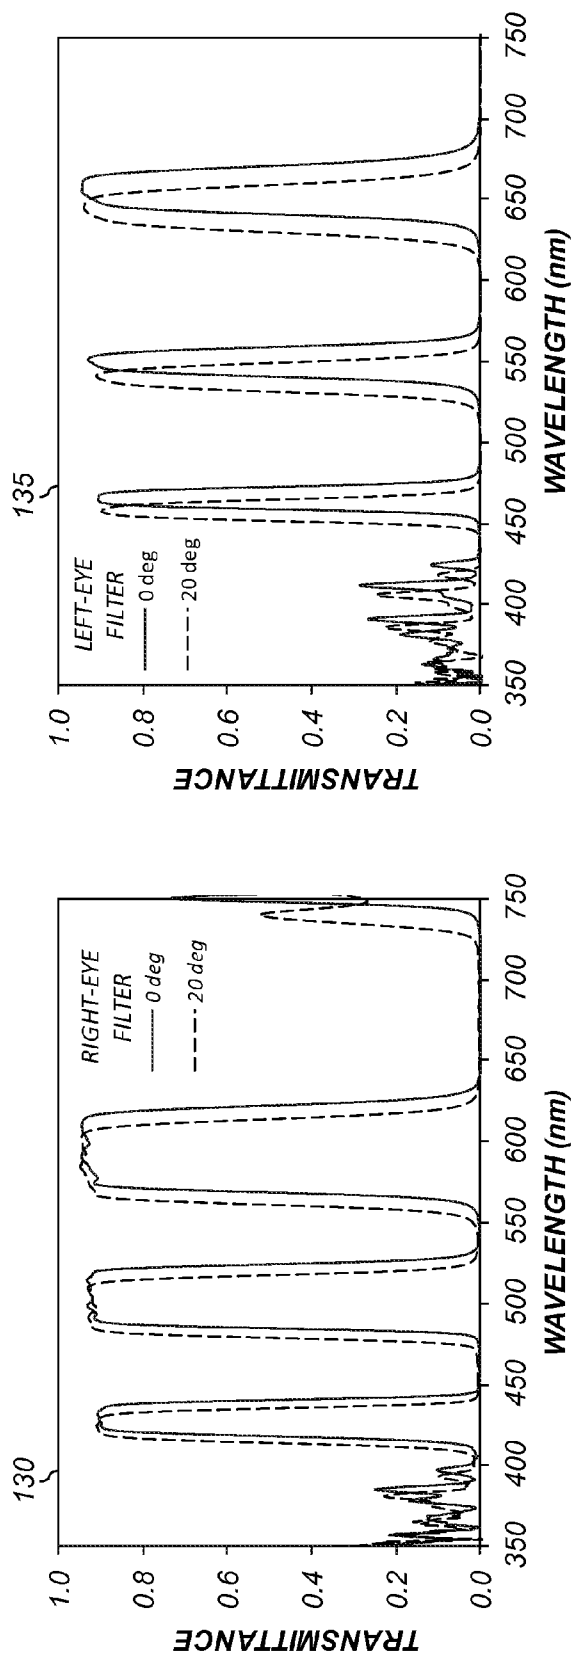 130
RIGHT-EYE
FILTER
0 deg
20 deg
TRANSMITTANCE
1.0
0.8
0.6
0.4
0.2
0.0
350
400
450
500
550
600
650
700
750
WAVELENGTH (nm)
135
LEFT-EYE
FILTER
0 deg
20 deg
TRANSMITTANCE
1.0
0.8
0.6
0.4
0.2
0.0
350
400
450
500
550
600
650
700
750
WAVELENGTH (nm)